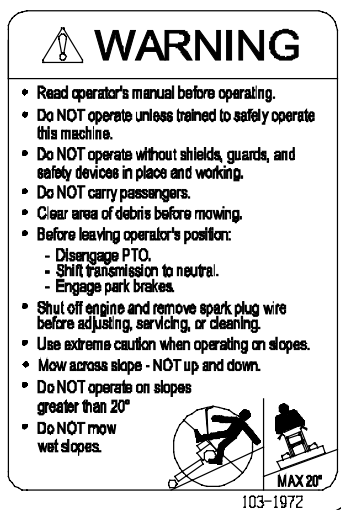 WARNING
• Read operator's manual before operating.
• Do NOT operate unless trained to safely operate
this machine.
• Do NOT operate without shields, guards, and
safety devices in place and working.
• Do NOT carry passengers.
• Clear area of debris before mowing.
• Before leaving operator's position:
- Disengage PTO.
- Shift transmission to neutral.
- Engage park brakes.
• Shut off engine and remove spark plug wire
before adjusting, servicing, or cleaning.
• Use extreme caution when operating on slopes.
• Mow across slope - NOT up and down.
• Do NOT operate on slopes
greater than 20°
• Do NOT mow
wet slopes.
MAX 20°
103-1972